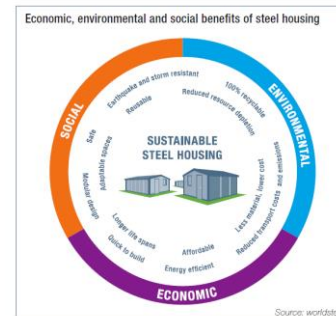 Economic, environmental and social benefits of steel housing
SOCIAL
ENVIRONMENTAL
ECONOMIC
Earthquake and storm resistant
Reusable
100% recyclable
Reduced resource depletion
Safe
Adaptable spaces
Modular design
SUSTAINABLE
STEEL HOUSING
Less material, lower cost
Reduced transport costs and emissions
Longer life spans
Quick to build
Affordable
Energy efficient
Source: worldste